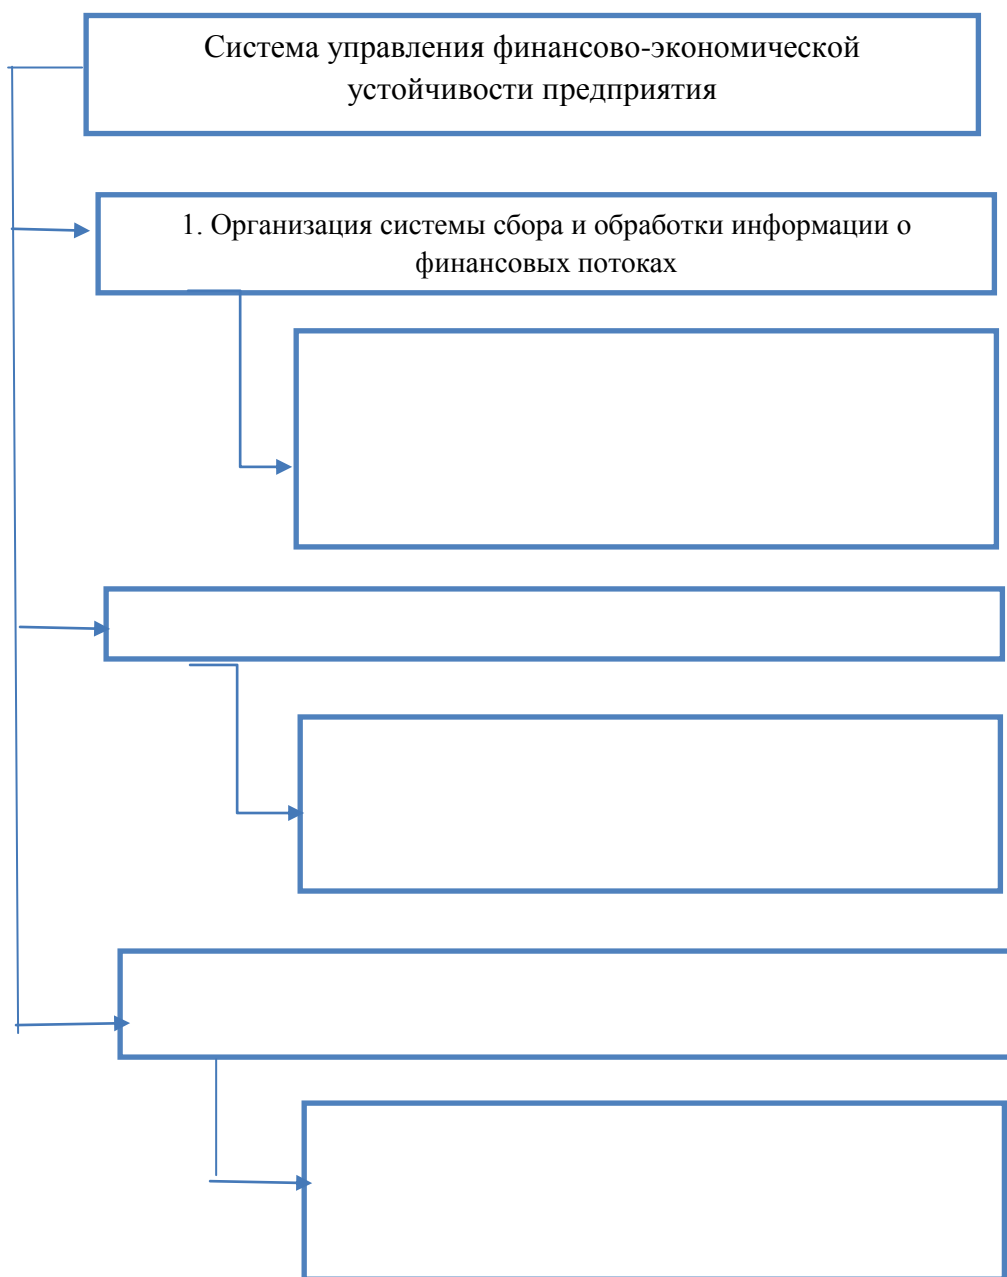 Система управления финансово-экономической
устойчивости предприятия
1. Организация системы сбора и обработки информации о
финансовых потоках